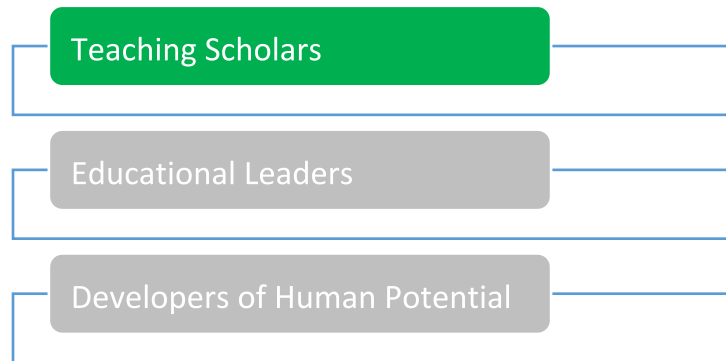 Teaching Scholars
Educational Leaders
Developers of Human Potential